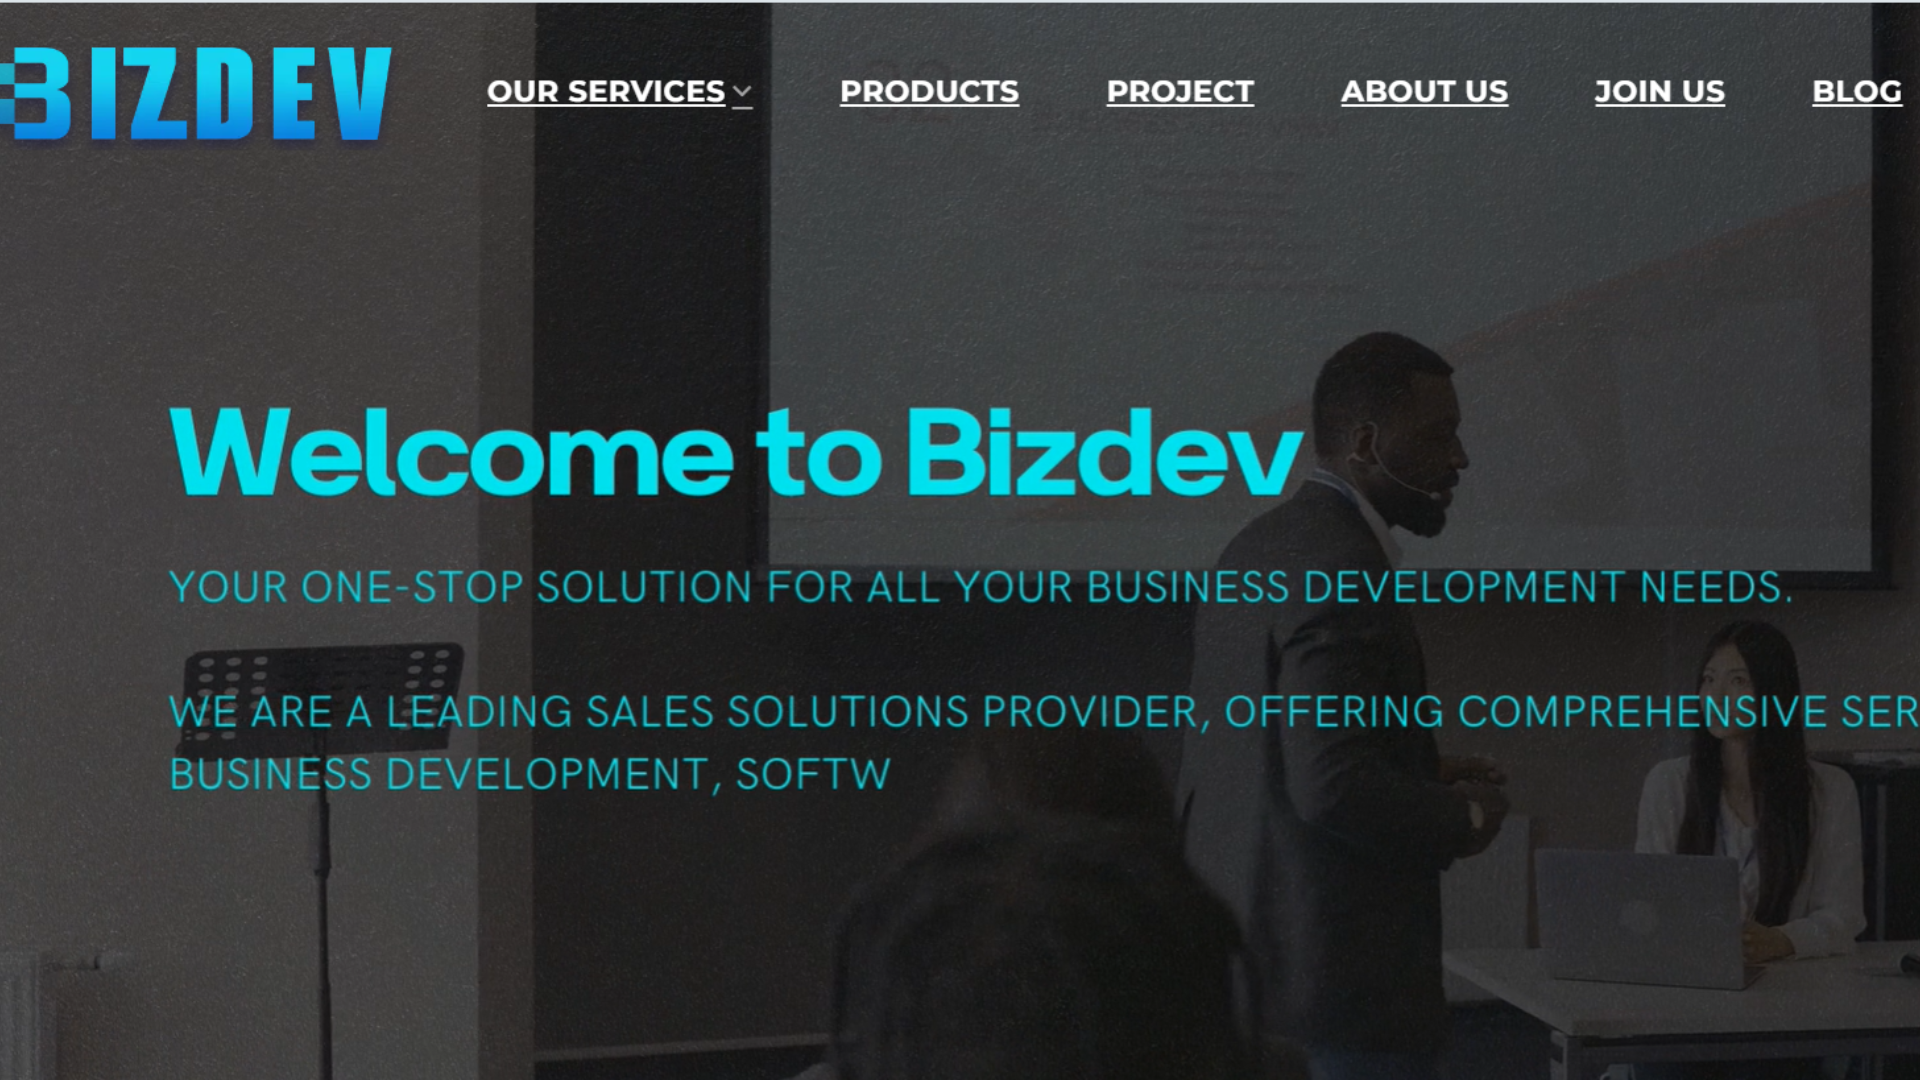 BIZDEV
OUR SERVICES PRODUCTS PROJECT ABOUT US JOIN US BLOG
Welcome to Bizdev
YOUR ONE-STOP SOLUTION FOR ALL YOUR BUSINESS DEVELOPMENT NEEDS.
WE ARE A LEADING SALES SOLUTIONS PROVIDER, OFFERING COMPREHENSIVE SER
BUSINESS DEVELOPMENT, SOFTW